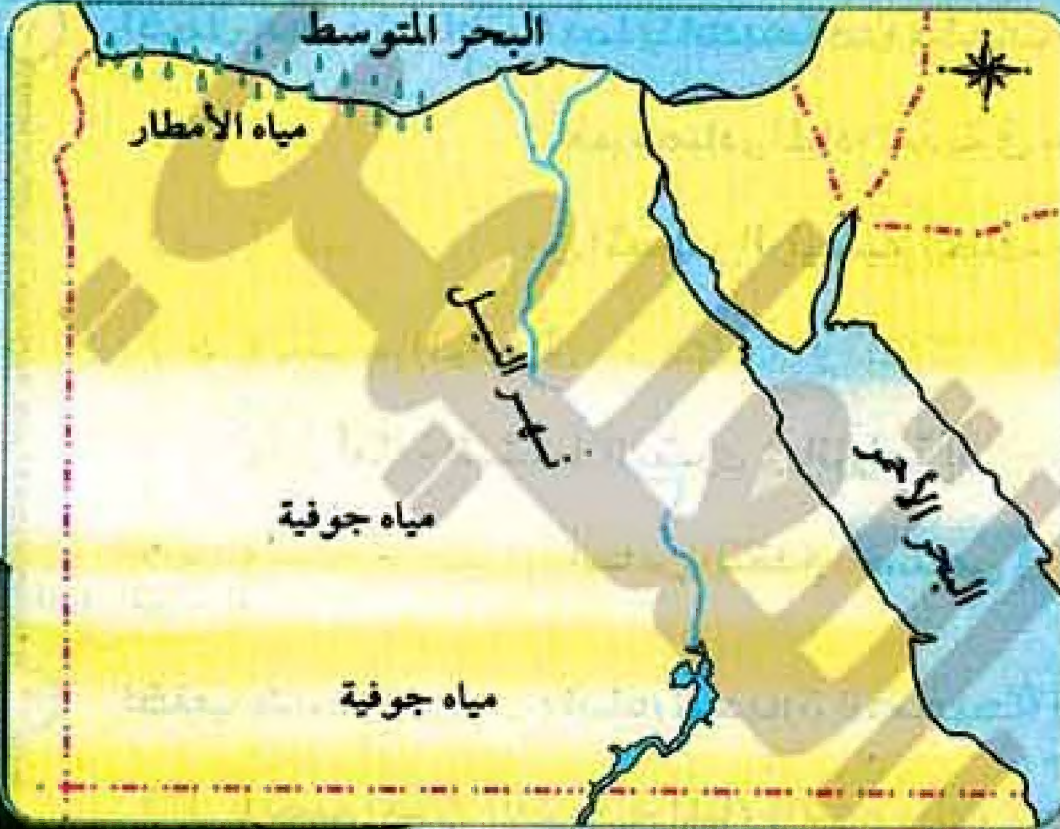 البحر المتوسط
مياه الأمطار
نهر النيل
مياه جوفية
البحر الأحمر
مياه جوفية